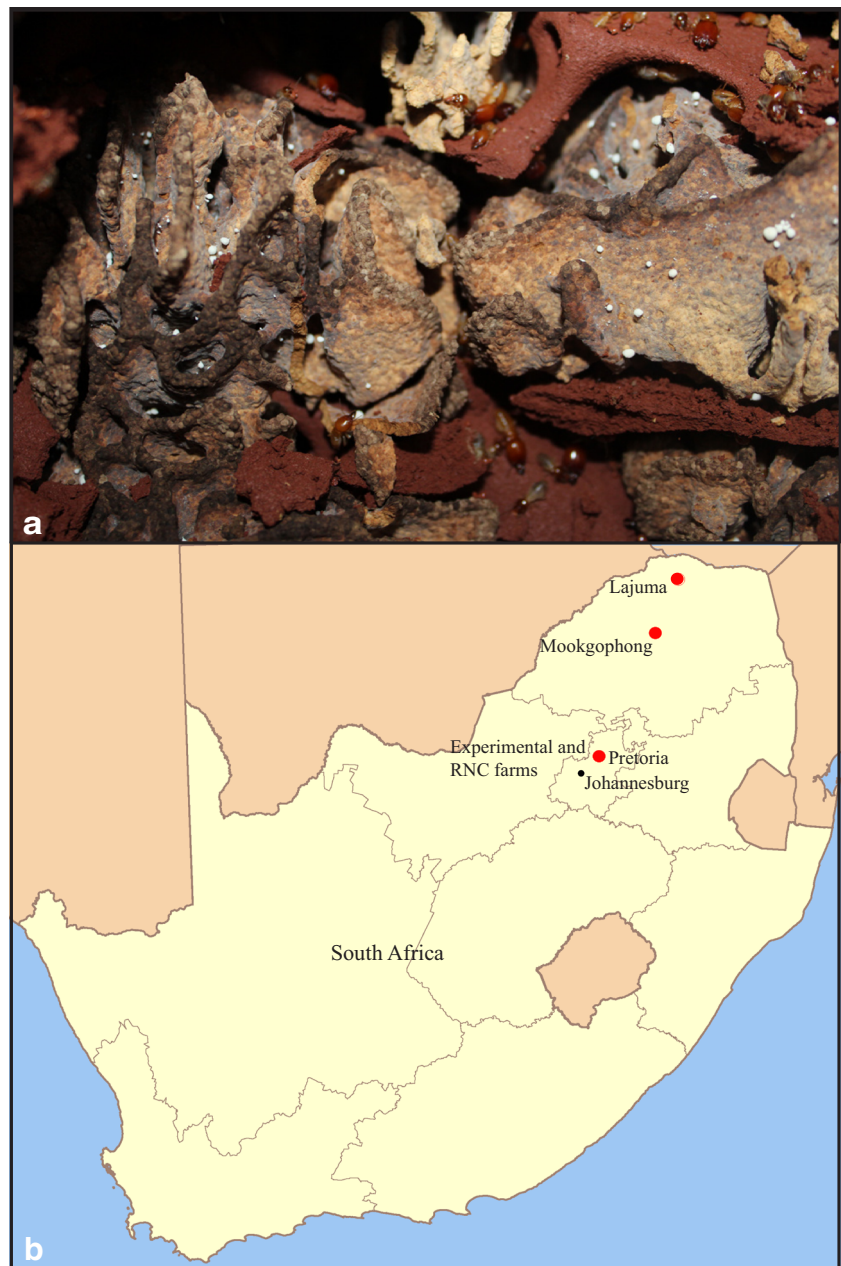 a
Lajuma
Mookgophong
Experimental and
RNC farms
Pretoria
Johannesburg
South Africa
b